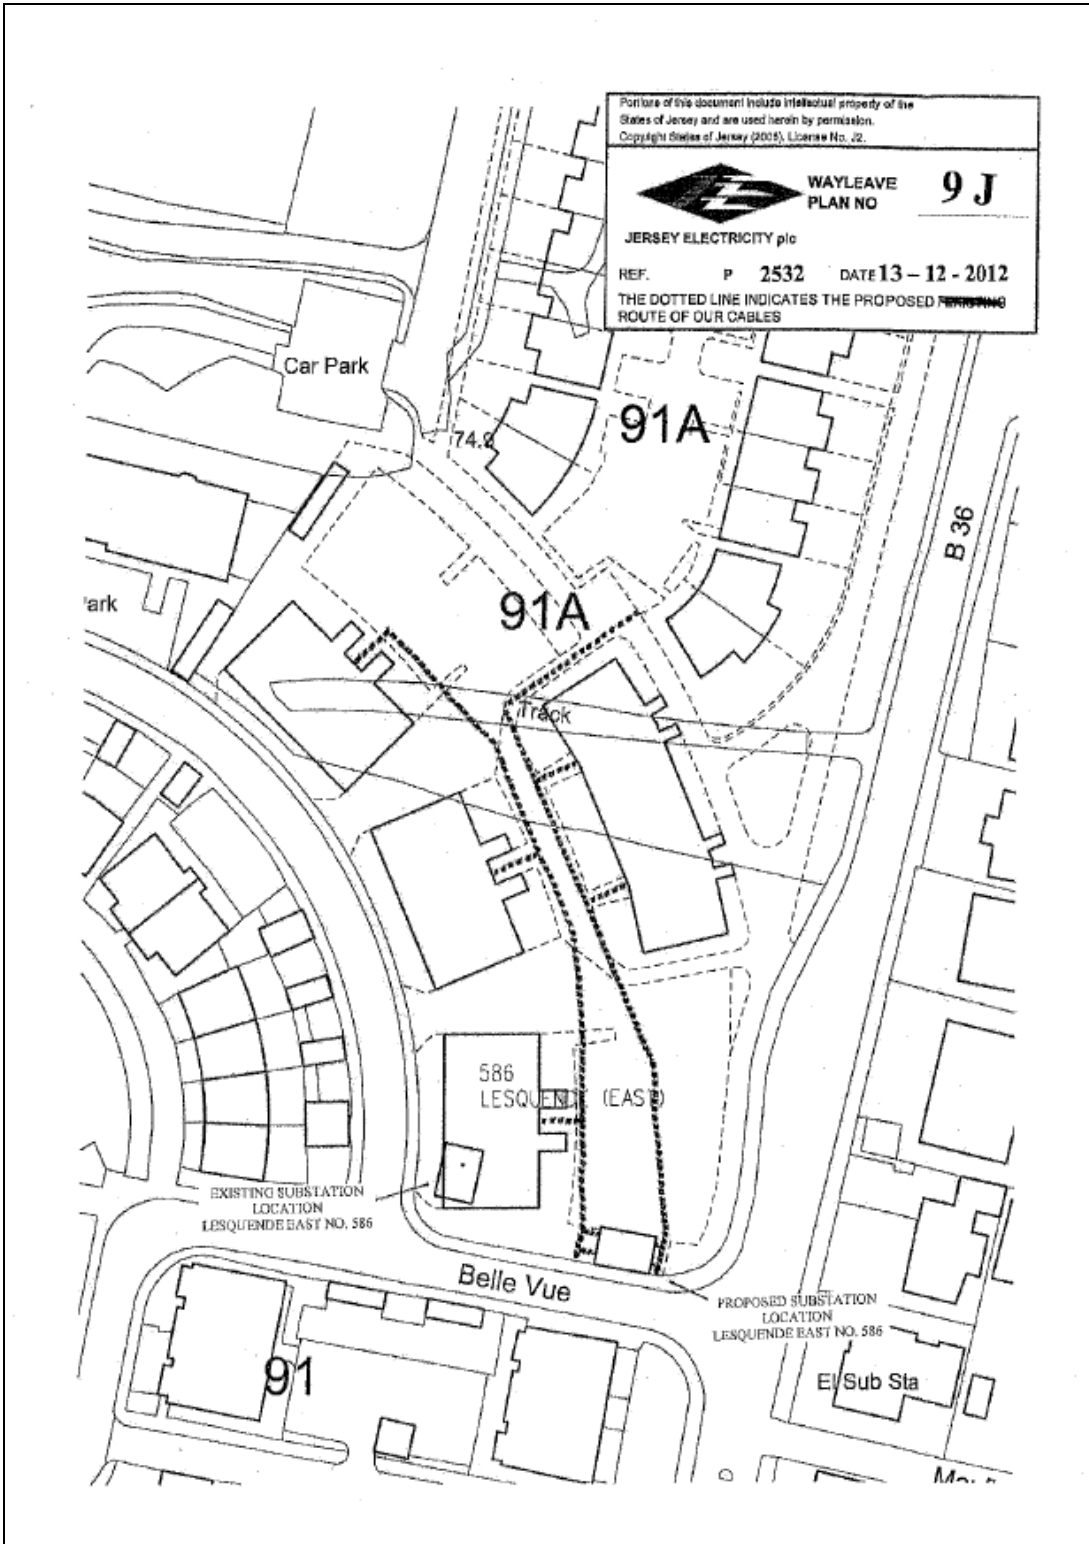 Portions of this document include intellectual property of the
States of Jersey and are used herein by permission.
Copyright States of Jersey (2005). License No. J2.
WAYLEAVE
PLAN NO
9 J
JERSEY ELECTRICITY plc
REF. P 2532 DATE 13 - 12 - 2012
THE DOTTED LINE INDICATES THE PROPOSED
ROUTE OF OUR CABLES
Car Park
91A
74.9
B 36
91A
Track
586
LESQUENDE (EAST)
EXISTING SUBSTATION
LOCATION
LESQUENDE EAST NO. 586
Belle Vue
PROPOSED SUBSTATION
LOCATION
LESQUENDE EAST NO. 586
91
El Sub Sta